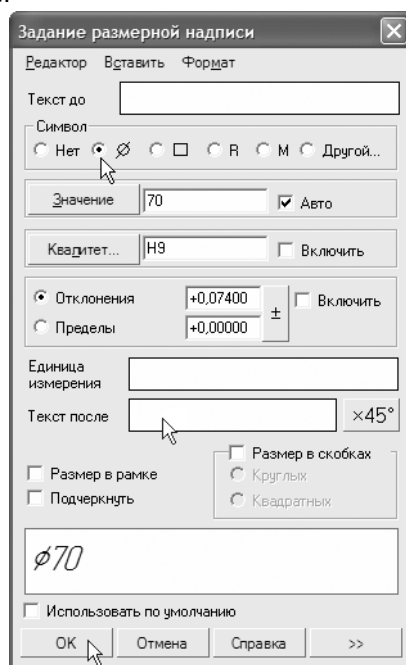 Задание размерной надписи
Редактор Вставить Формат
Текст до
Символ
Нет ⌀ □ R M Другой...
Значение 70 Авто
Квалитет... H9 Включить
Отклонения +0,07400 ± Включить
Пределы +0,00000
Единица
измерения
Текст после ×45°
Размер в скобках
Размер в рамке Круглых
Подчеркнуть Квадратных
⌀70
Использовать по умолчанию
OK Отмена Справка >>